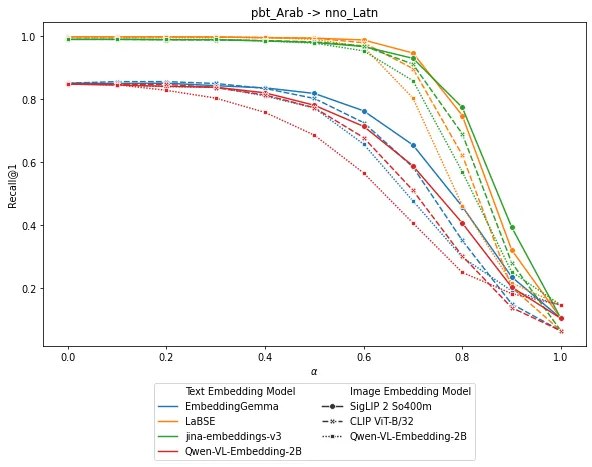 pbt_Arab -> nno_Latn
Recall@1
1.0
0.8
0.6
0.4
0.2
0.0 0.2 0.4 0.6 0.8 1.0
α
Text Embedding Model
EmbeddingGemma
LaBSE
jina-embeddings-v3
Qwen-VL-Embedding-2B
Image Embedding Model
SigLIP 2 So400m
CLIP ViT-B/32
Qwen-VL-Embedding-2B